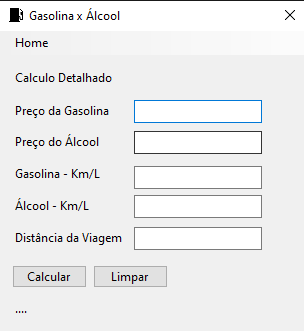 Gasolina x Álcool
Home
Calculo Detalhado
Preço da Gasolina
Preço do Álcool
Gasolina - Km/L
Álcool - Km/L
Distância da Viagem
Calcular Limpar
....